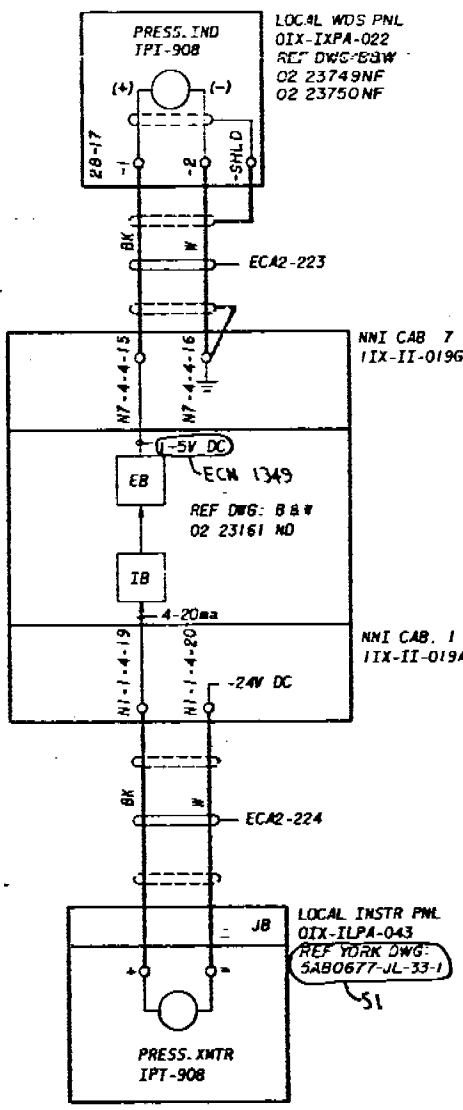 PRESS. IND
IPI-908
(+)
(-)
28-17
-1
-2
-SHLD
LOCAL WDS PNL
OIX-IXPA-022
REF DWG: B&W
02 23749NF
02 23750NF
BK
W
ECA2-223
NNI CAB 7
IIX-II-019G
N7-4-4-15
N7-4-4-16
1-5V DC
ECN 1349
EB
REF DWG: B&W
02 23161 ND
IB
4-20ma
NNI CAB. 1
IIX-II-019A
N1-1-4-19
N1-1-4-20
-24V DC
BK
W
ECA2-224
JB
LOCAL INSTR PNL
OIX-ILPA-043
REF YORK DWG:
5AB0677-JL-33-1
S1
+
-
PRESS. XMTR
IPT-908